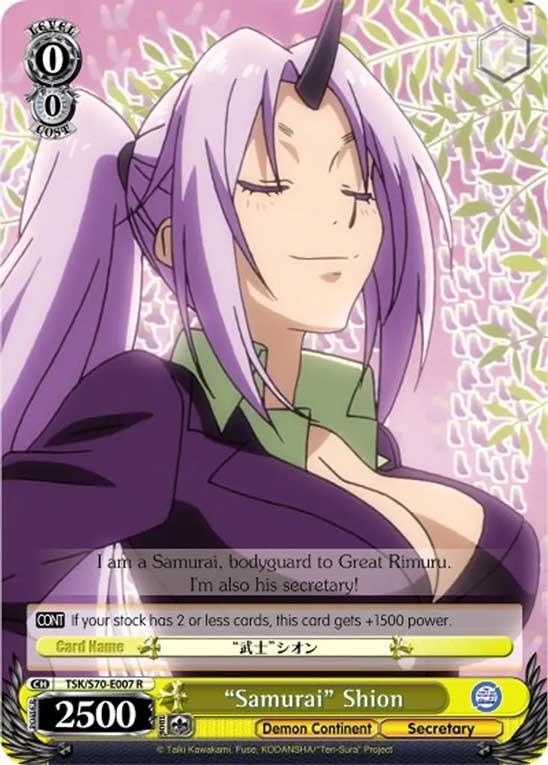 LEVEL
0
0
COST
I am a Samurai, bodyguard to Great Rimuru.
I'm also his secretary!
CONT If your stock has 2 or less cards, this card gets +1500 power.
Card Name “武士”シオン
CH TSK/S70-E007 R “Samurai” Shion
POWER 2500 SOUL Demon Continent Secretary
© Taiki Kawakami, Fuse, KODANSHA/“Ten-Sura” Project